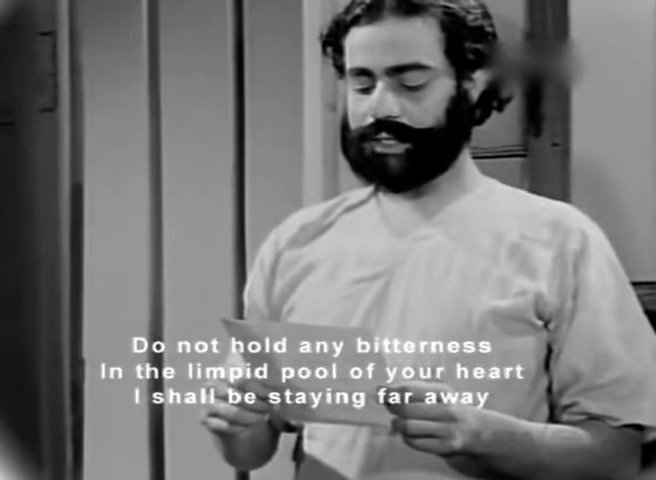 Do not hold any bitterness
In the limpid pool of your heart
I shall be staying far away